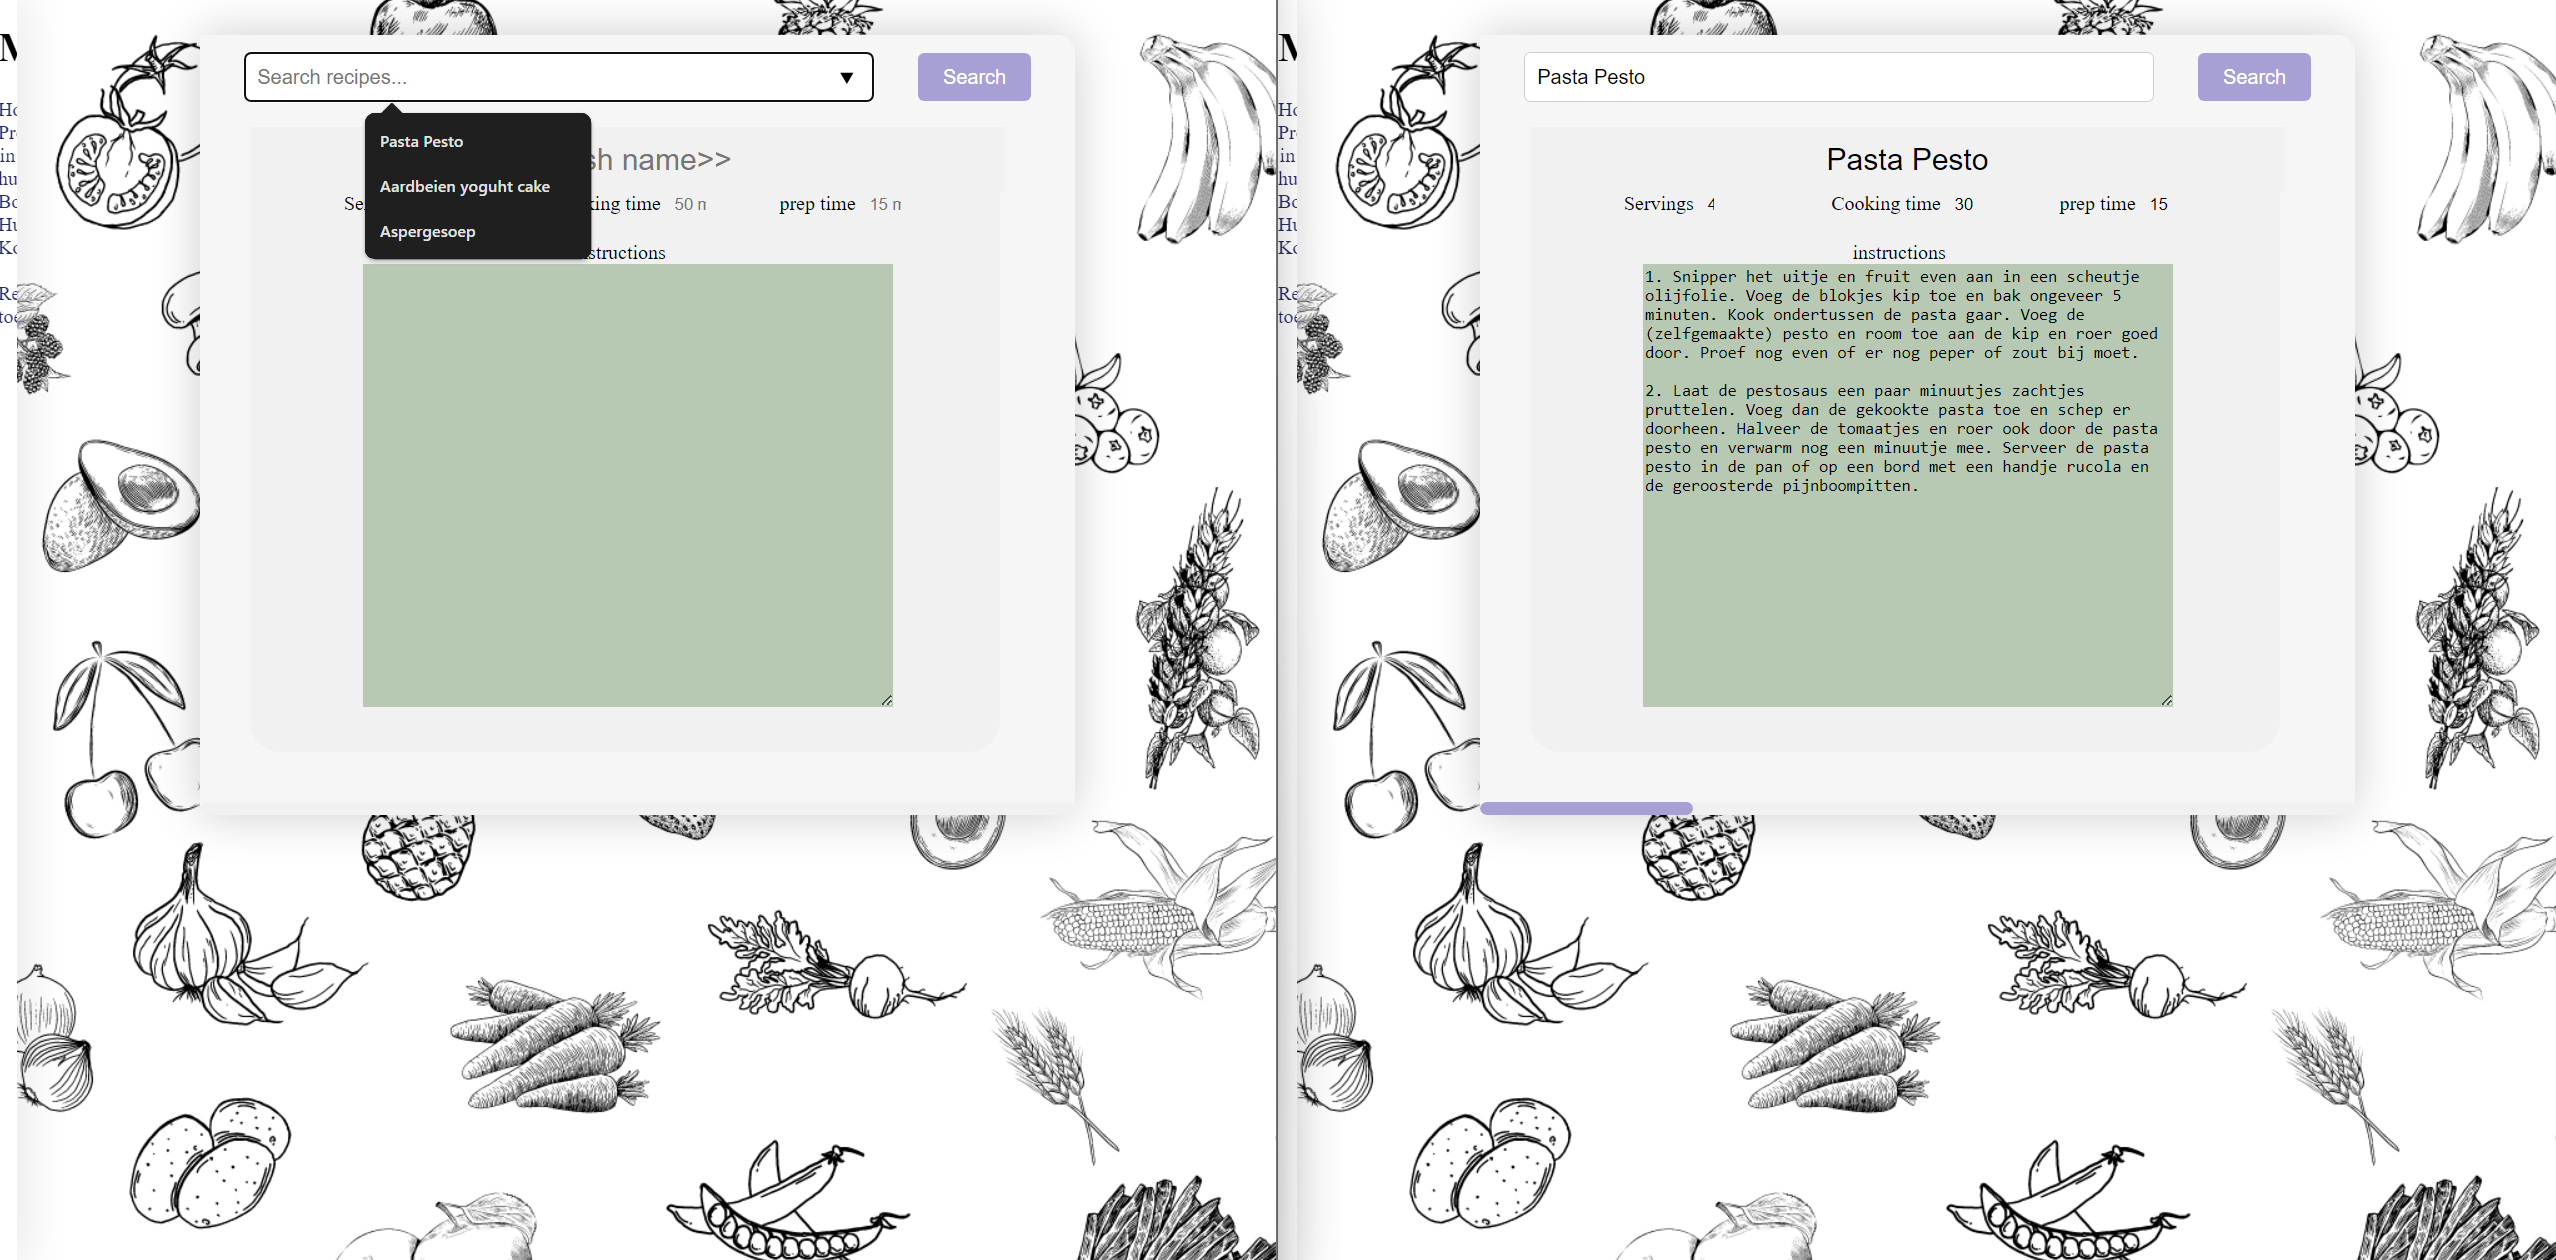 Search recipes...
Search
Pasta Pesto
Aardbeien yoguht cake
Aspergesoep
sh name>>
Se
king time 50 m
prep time 15 m
structions
M
Ho
Pr
in
hu
Bo
Hu
Ko
Re
toe
Pasta Pesto
Search
Pasta Pesto
Servings 4
Cooking time 30
prep time 15
instructions
1. Snipper het uitje en fruit even aan in een scheutje
olijfolie. Voeg de blokjes kip toe en bak ongeveer 5
minuten. Kook ondertussen de pasta gaar. Voeg de
(zelfgemaakte) pesto en room toe aan de kip en roer goed
door. Proef nog even of er nog peper of zout bij moet.
2. Laat de pestosaus een paar minuutjes zachtjes
pruttelen. Voeg dan de gekookte pasta toe en schep er
doorheen. Halveer de tomaatjes en roer ook door de pasta
pesto en verwarm nog een minuutje mee. Serveer de pasta
pesto in de pan of op een bord met een handje rucola en
de geroosterde pijnboompitten.
M
Ho
Pr
in
hu
Bo
Hu
Ko
Re
toe